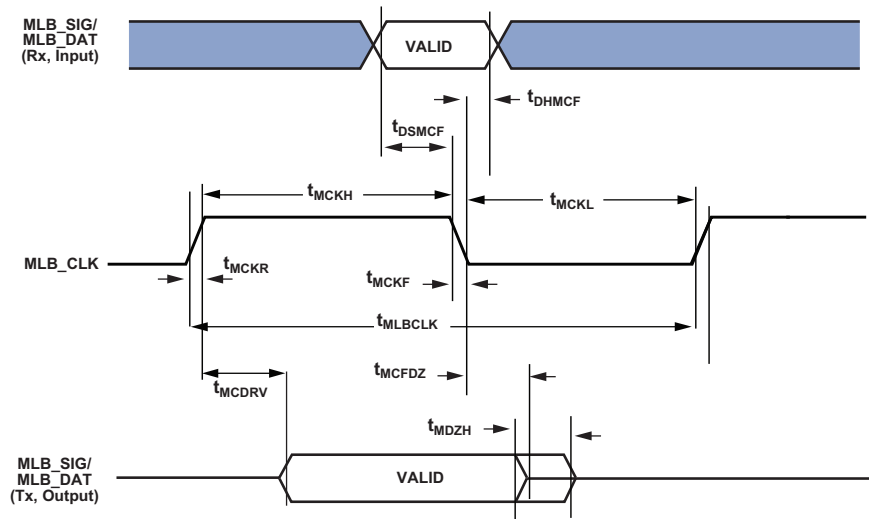 MLB_SIG/
MLB_DAT
(Rx, Input)
VALID
tDHMCF
tDSMCF
tMCKH
tMCKL
MLB_CLK
tMCKR
tMCKF
tMLBCLK
tMCDRV
tMCFDZ
tMDZH
MLB_SIG/
MLB_DAT
(Tx, Output)
VALID